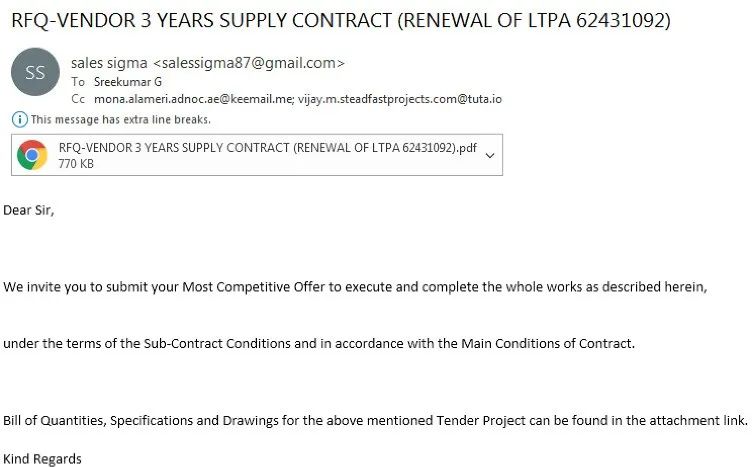 RFQ-VENDOR 3 YEARS SUPPLY CONTRACT (RENEWAL OF LTPA 62431092)
SS
sales sigma <salessigma87@gmail.com>
To Sreekumar G
Cc mona.alameri.adnoc.ae@keemail.me; vijay.m.steadfastprojects.com@tuta.io
This message has extra line breaks.
RFQ-VENDOR 3 YEARS SUPPLY CONTRACT (RENEWAL OF LTPA 62431092).pdf
770 KB
Dear Sir,
We invite you to submit your Most Competitive Offer to execute and complete the whole works as described herein,
under the terms of the Sub-Contract Conditions and in accordance with the Main Conditions of Contract.
Bill of Quantities, Specifications and Drawings for the above mentioned Tender Project can be found in the attachment link.
Kind Regards